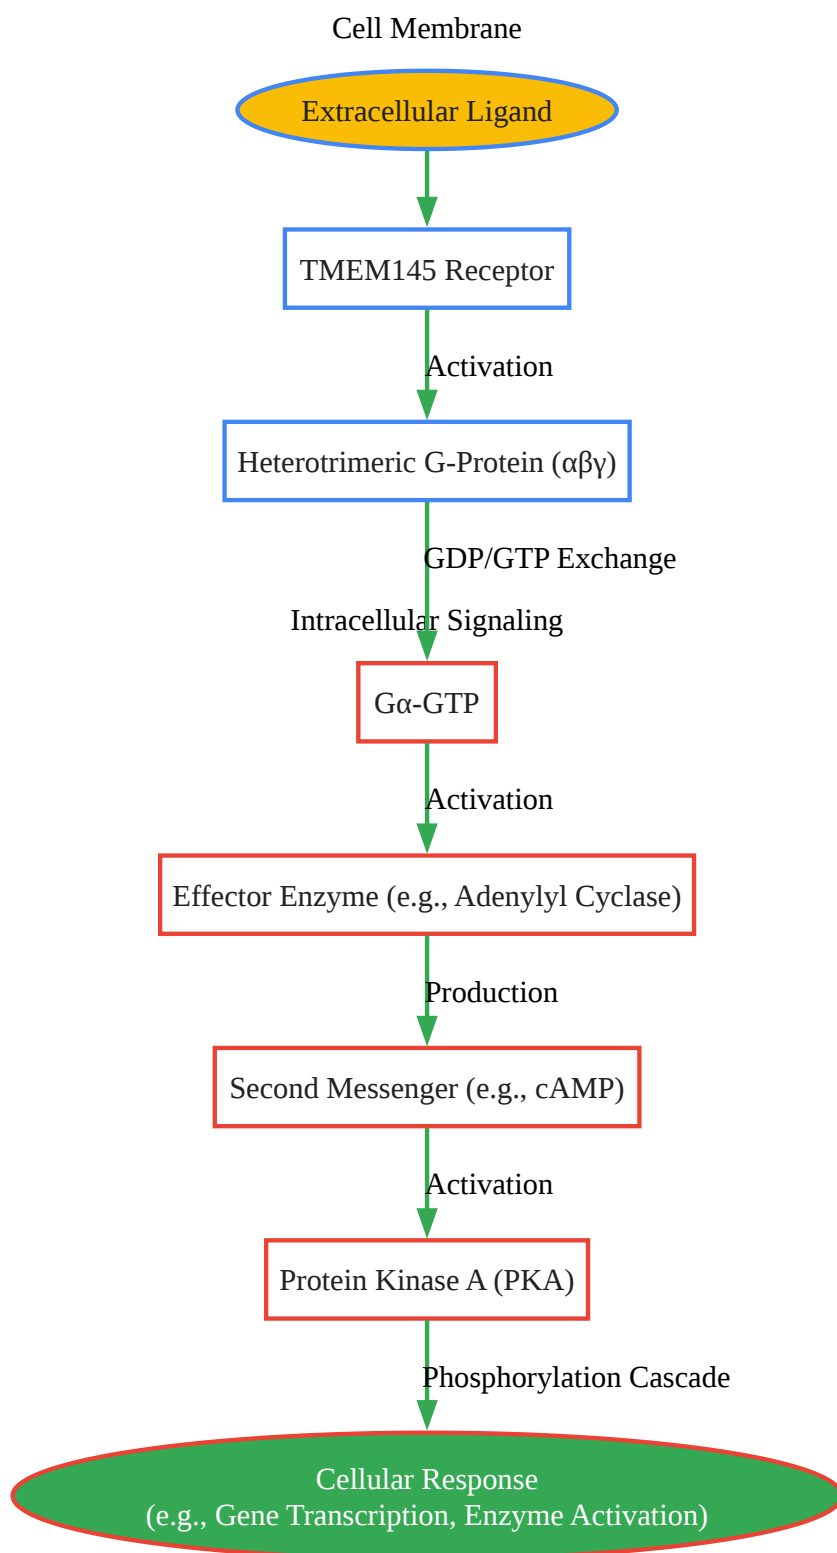 Cell Membrane
Extracellular Ligand
TMEM145 Receptor
Activation
Heterotrimeric G-Protein (αβγ)
GDP/GTP Exchange
Intracellular Signaling
Gα-GTP
Activation
Effector Enzyme (e.g., Adenylyl Cyclase)
Production
Second Messenger (e.g., cAMP)
Activation
Protein Kinase A (PKA)
Phosphorylation Cascade
Cellular Response
(e.g., Gene Transcription, Enzyme Activation)